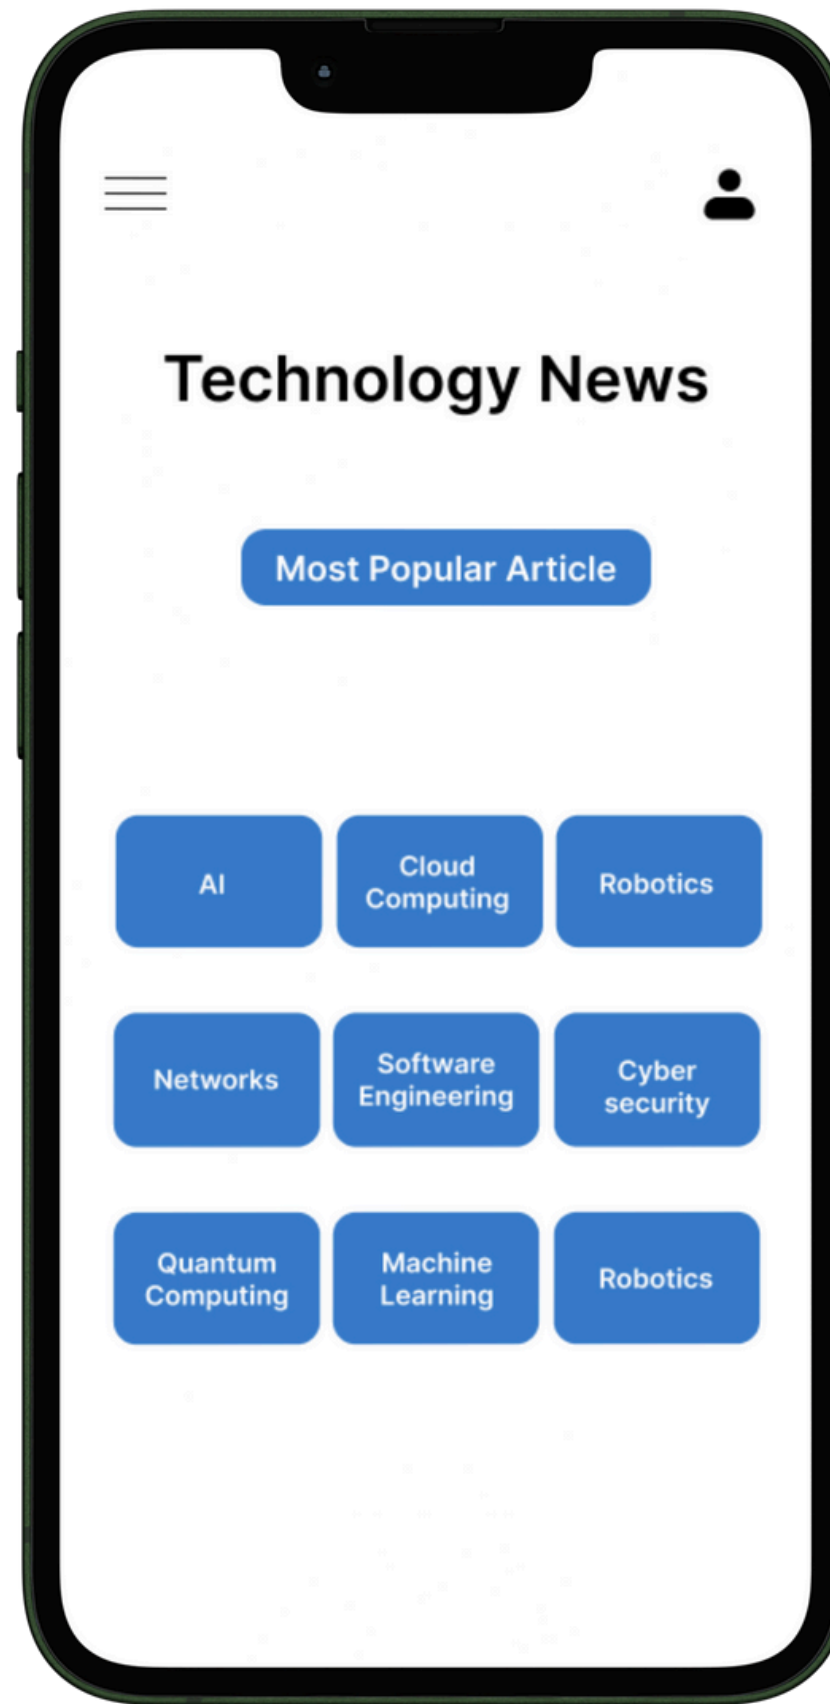 Technology News
Most Popular Article
AI
Cloud
Computing
Robotics
Networks
Software
Engineering
Cyber
security
Quantum
Computing
Machine
Learning
Robotics